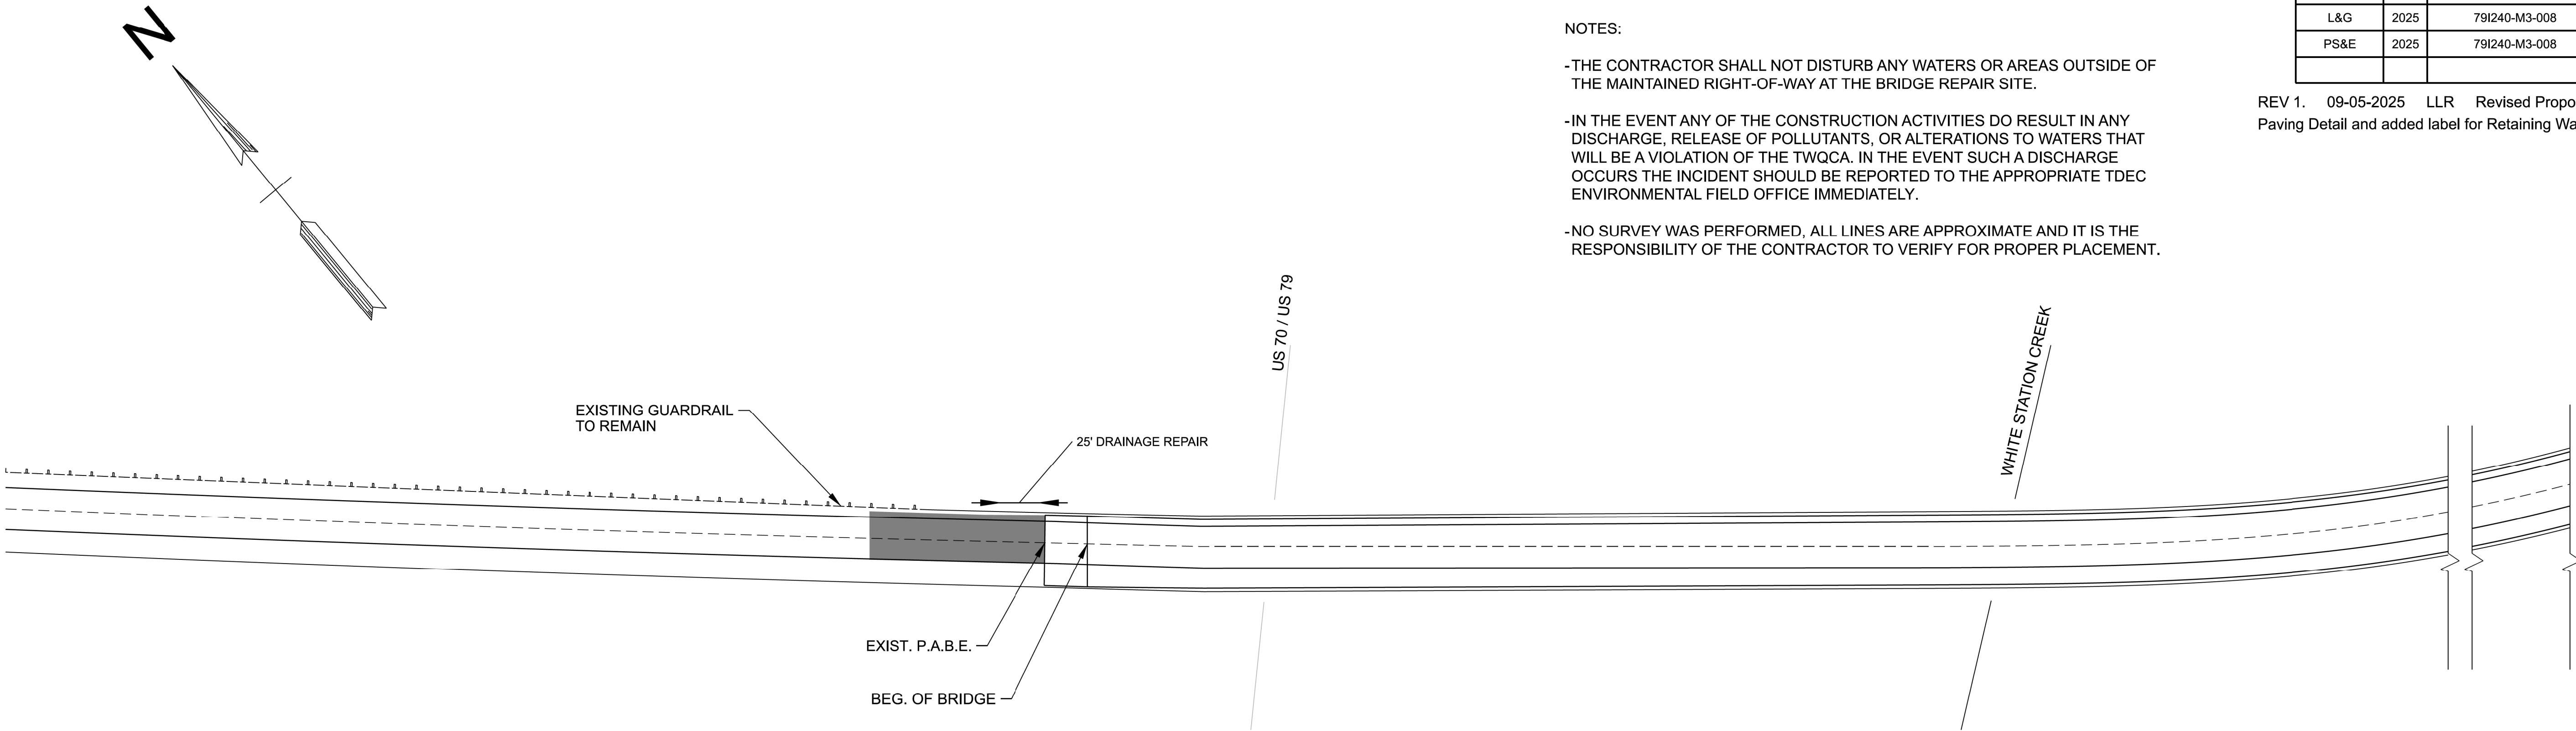 N
NOTES:
-THE CONTRACTOR SHALL NOT DISTURB ANY WATERS OR AREAS OUTSIDE OF
THE MAINTAINED RIGHT-OF-WAY AT THE BRIDGE REPAIR SITE.
-IN THE EVENT ANY OF THE CONSTRUCTION ACTIVITIES DO RESULT IN ANY
DISCHARGE, RELEASE OF POLLUTANTS, OR ALTERATIONS TO WATERS THAT
WILL BE A VIOLATION OF THE TWQCA. IN THE EVENT SUCH A DISCHARGE
OCCURS THE INCIDENT SHOULD BE REPORTED TO THE APPROPRIATE TDEC
ENVIRONMENTAL FIELD OFFICE IMMEDIATELY.
-NO SURVEY WAS PERFORMED, ALL LINES ARE APPROXIMATE AND IT IS THE
RESPONSIBILITY OF THE CONTRACTOR TO VERIFY FOR PROPER PLACEMENT.
L&G 2025 79I240-M3-008
PS&E 2025 79I240-M3-008
REV 1. 09-05-2025 LLR Revised Propo
Paving Detail and added label for Retaining Wa
US 70 / US 79
WHITE STATION CREEK
EXISTING GUARDRAIL
TO REMAIN
25' DRAINAGE REPAIR
EXIST. P.A.B.E.
BEG. OF BRIDGE